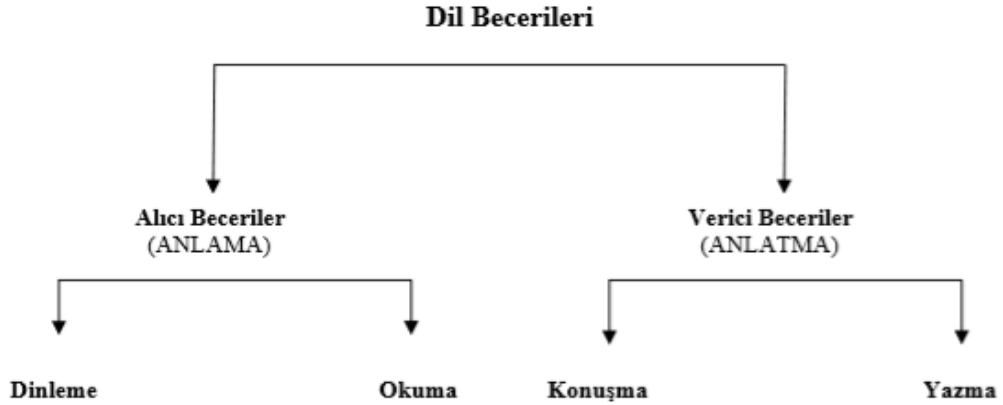 Dil Becerileri
Alıcı Beceriler
(ANLAMA)
Verici Beceriler
(ANLATMA)
Dinleme
Okuma
Konuşma
Yazma